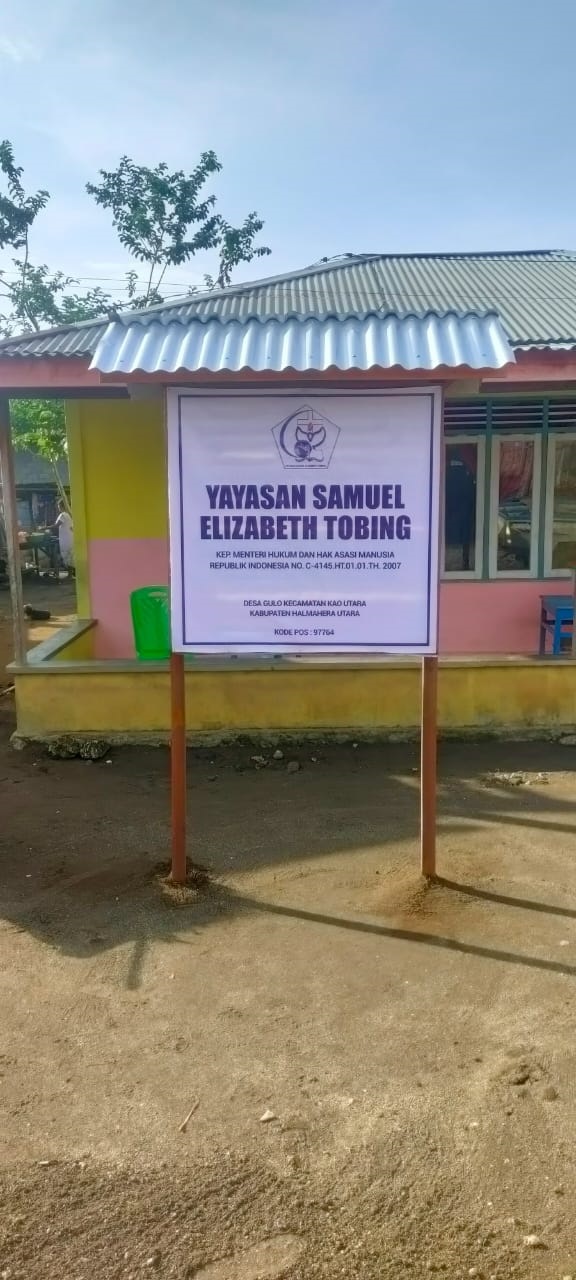 YAYASAN SAMUEL
ELIZABETH TOBING
KEP. MENTERI HUKUM DAN HAK ASASI MANUSIA
REPUBLIK INDONESIA NO. C-4145.HT.01.01.TH. 2007
DESA GULO KECAMATAN KAO UTARA
KABUPATEN HALMAHERA UTARA
KODE POS : 97764